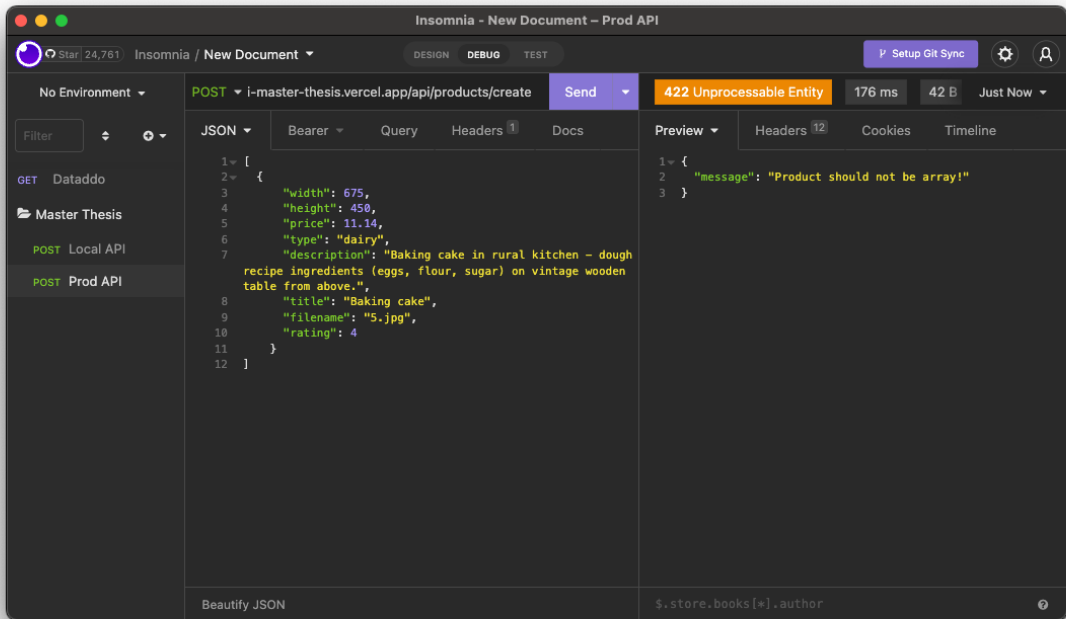 Insomnia - New Document – Prod API
Star 24,761 Insomnia / New Document DESIGN DEBUG TEST Setup Git Sync
No Environment POST i-master-thesis.vercel.app/api/products/create Send 422 Unprocessable Entity 176 ms 42 B Just Now
Filter JSON Bearer Query Headers 1 Docs Preview Headers 12 Cookies Timeline
GET Dataddo
Master Thesis
POST Local API
POST Prod API
1 [
2 {
3 "width": 675,
4 "height": 450,
5 "price": 11.14,
6 "type": "dairy",
7 "description": "Baking cake in rural kitchen – dough
recipe ingredients (eggs, flour, sugar) on vintage wooden
table from above.",
8 "title": "Baking cake",
9 "filename": "5.jpg",
10 "rating": 4
11 }
12 ]
1 {
2 "message": "Product should not be array!"
3 }
Beautify JSON $.store.books[*].author